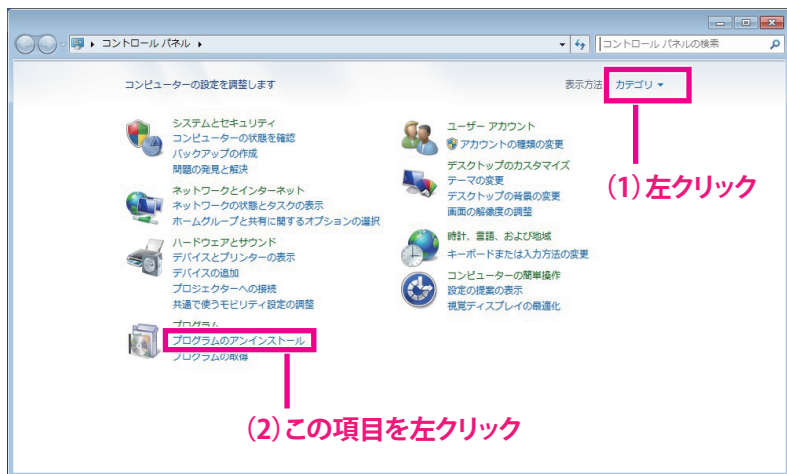 コントロール パネル
コントロール パネルの検索
コンピューターの設定を調整します
表示方法: カテゴリ
システムとセキュリティ
コンピューターの状態を確認
バックアップの作成
問題の発見と解決
ネットワークとインターネット
ネットワークの状態とタスクの表示
ホームグループと共有に関するオプションの選択
ハードウェアとサウンド
デバイスとプリンターの表示
デバイスの追加
プロジェクターへの接続
共通で使うモビリティ設定の調整
プログラム
プログラムのアンインストール
プログラムの取得
ユーザー アカウント
アカウントの種類の変更
デスクトップのカスタマイズ
テーマの変更
デスクトップの背景の変更
画面の解像度の調整
時計、言語、および地域
キーボードまたは入力方法の変更
コンピューターの簡単操作
設定の提案の表示
視覚ディスプレイの最適化
(1)左クリック
(2)この項目を左クリック